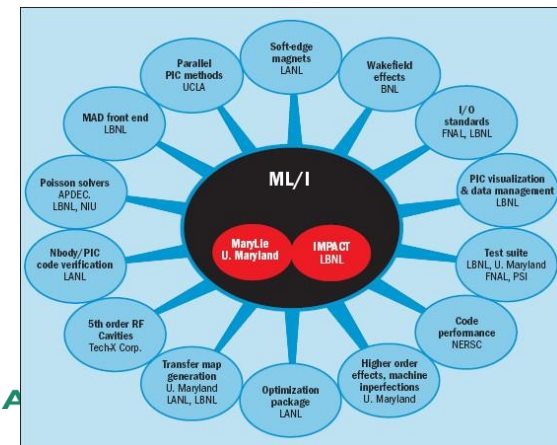 Soft-edge
magnets
LANL
Wakefield
effects
BNL
I/O
standards
FNAL, LBNL
PIC visualization
& data management
LBNL
Test suite
LBNL, U. Maryland
FNAL, PSI
Code
performance
NERSC
Higher order
effects, machine
inperfections
U. Maryland
Optimization
package
LANL
Transfer map
generation
U. Maryland
LANL, LBNL
5th order RF
Cavities
Tech-X Corp.
Nbody/PIC
code verification
LANL
Poisson solvers
APDEC.
LBNL, NIU
MAD front end
LBNL
Parallel
PIC methods
UCLA
ML/I
MaryLie
U. Maryland
IMPACT
LBNL
A